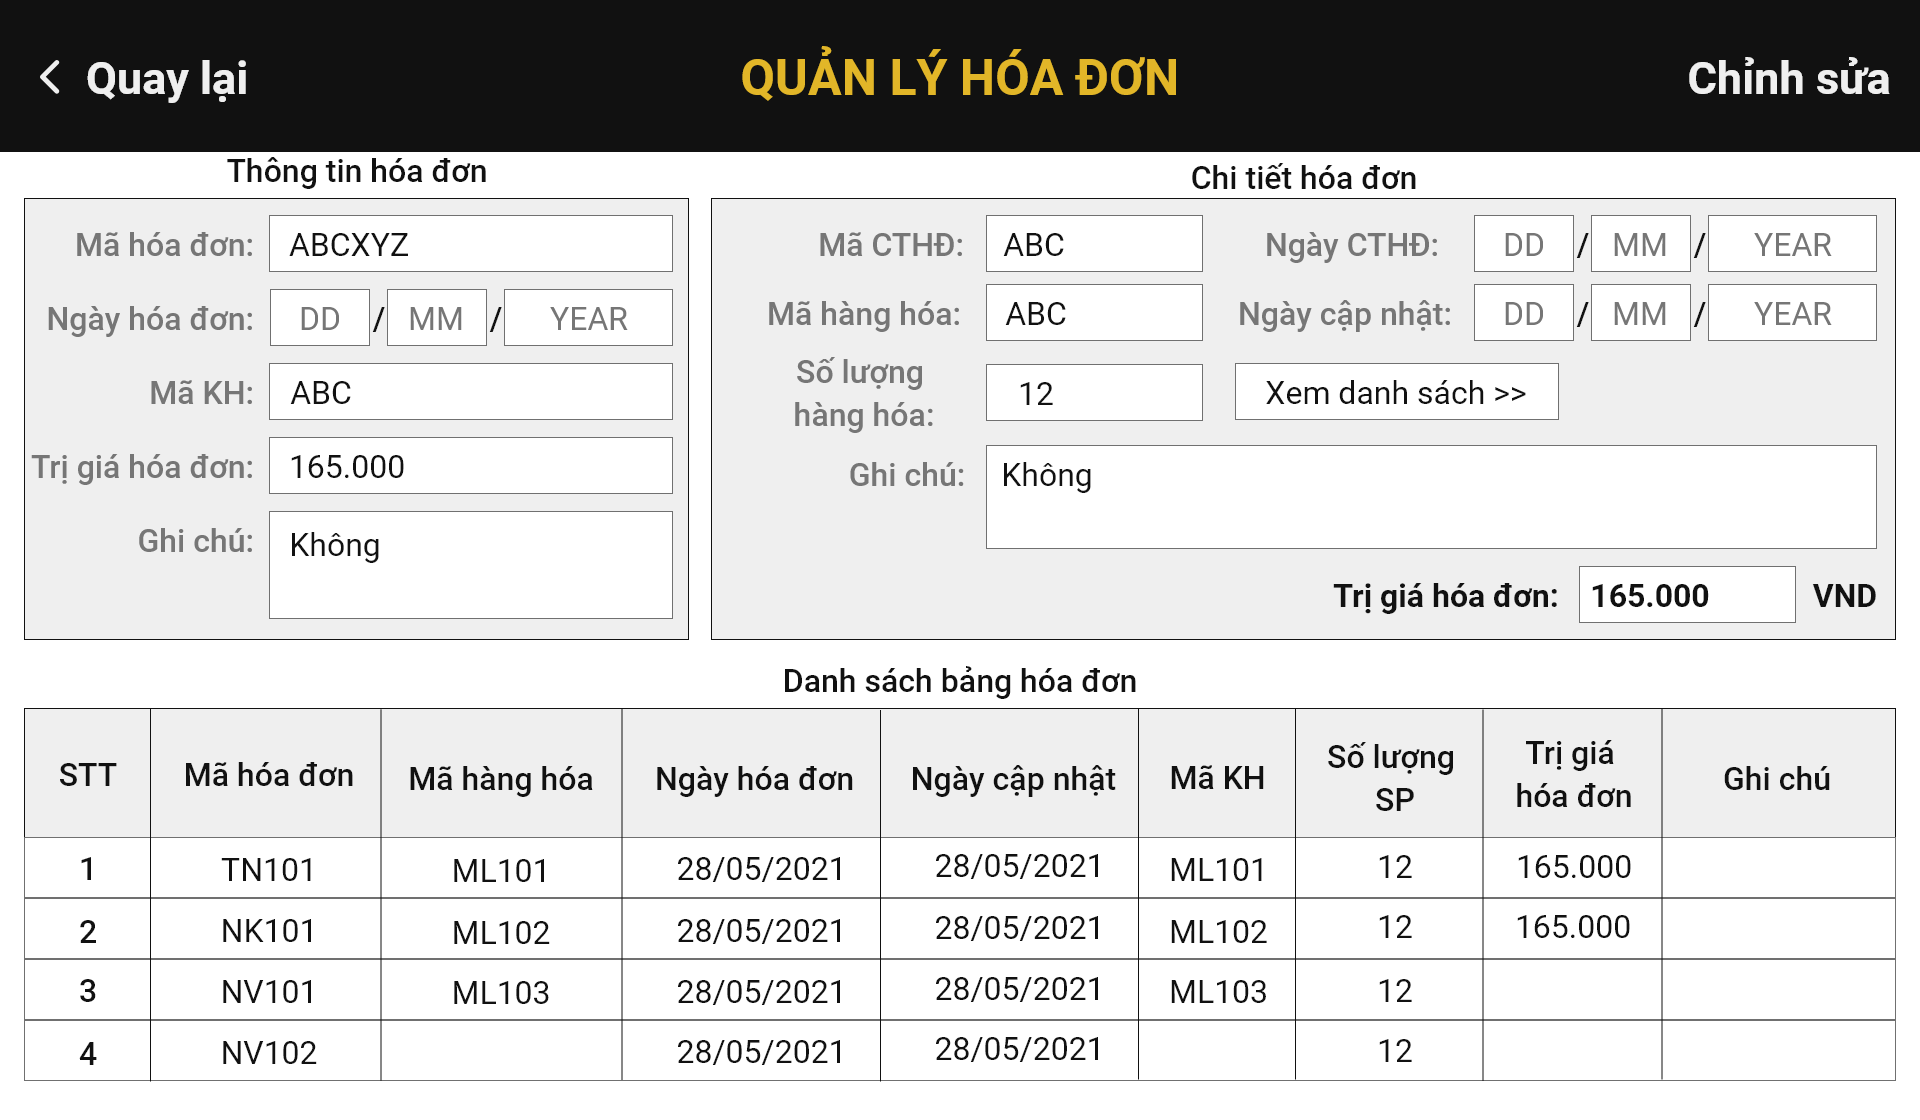 Quay lại
QUẢN LÝ HÓA ĐƠN
Chỉnh sửa
Thông tin hóa đơn
Mã hóa đơn: ABCXYZ
Ngày hóa đơn: DD / MM / YEAR
Mã KH: ABC
Trị giá hóa đơn: 165.000
Ghi chú: Không
Chi tiết hóa đơn
Mã CTHĐ: ABC Ngày CTHĐ: DD / MM / YEAR
Mã hàng hóa: ABC Ngày cập nhật: DD / MM / YEAR
Số lượng
hàng hóa: 12 Xem danh sách >>
Ghi chú: Không
Trị giá hóa đơn: 165.000 VND
Danh sách bảng hóa đơn
STT Mã hóa đơn Mã hàng hóa Ngày hóa đơn Ngày cập nhật Mã KH Số lượng SP Trị giá hóa đơn Ghi chú
1 TN101 ML101 28/05/2021 28/05/2021 ML101 12 165.000
2 NK101 ML102 28/05/2021 28/05/2021 ML102 12 165.000
3 NV101 ML103 28/05/2021 28/05/2021 ML103 12
4 NV102 28/05/2021 28/05/2021 12